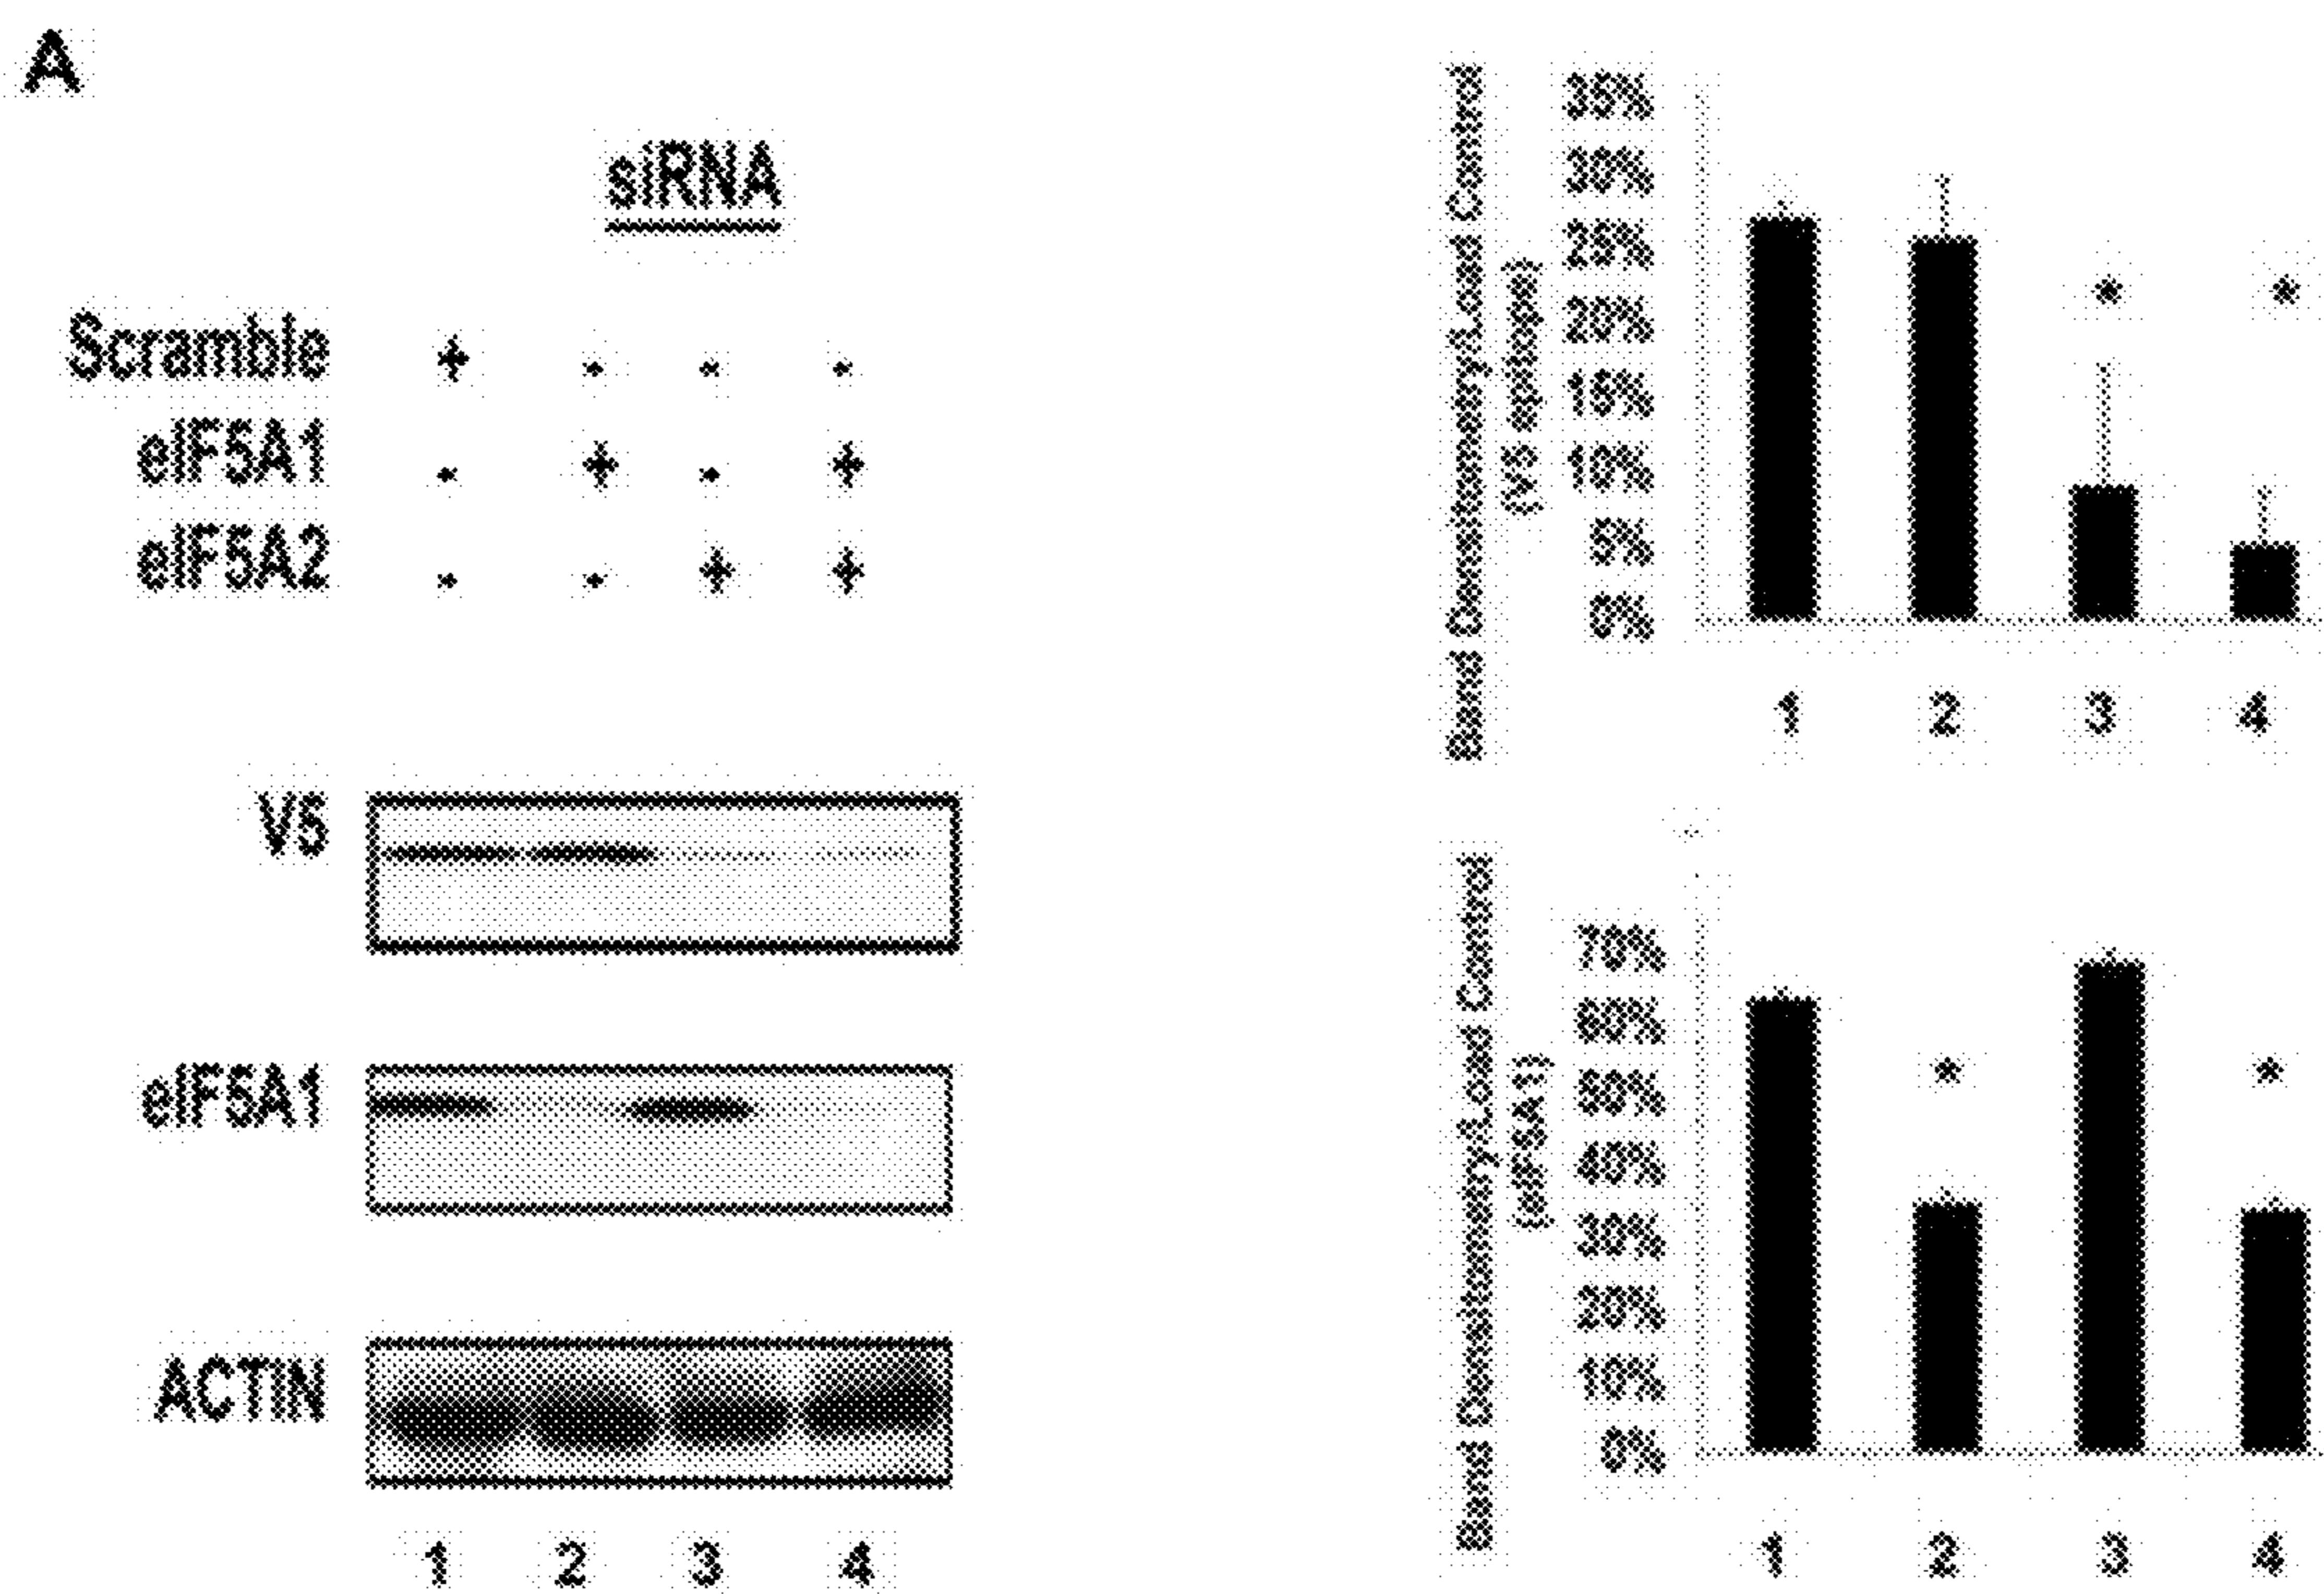 A
siRNA
Scramble + - - -
eIF5A1 - + - +
eIF5A2 - - + +
V5
eIF5A1
ACTIN
1 2 3 4
Band Densitometry/Load Control
(V5 epitope)
35%
30%
25%
20%
15%
10%
5%
0%
* *
1 2 3 4
Band Densitometry/Load Control
(eIF5A1)
70%
60%
50%
40%
30%
20%
10%
0%
* *
1 2 3 4